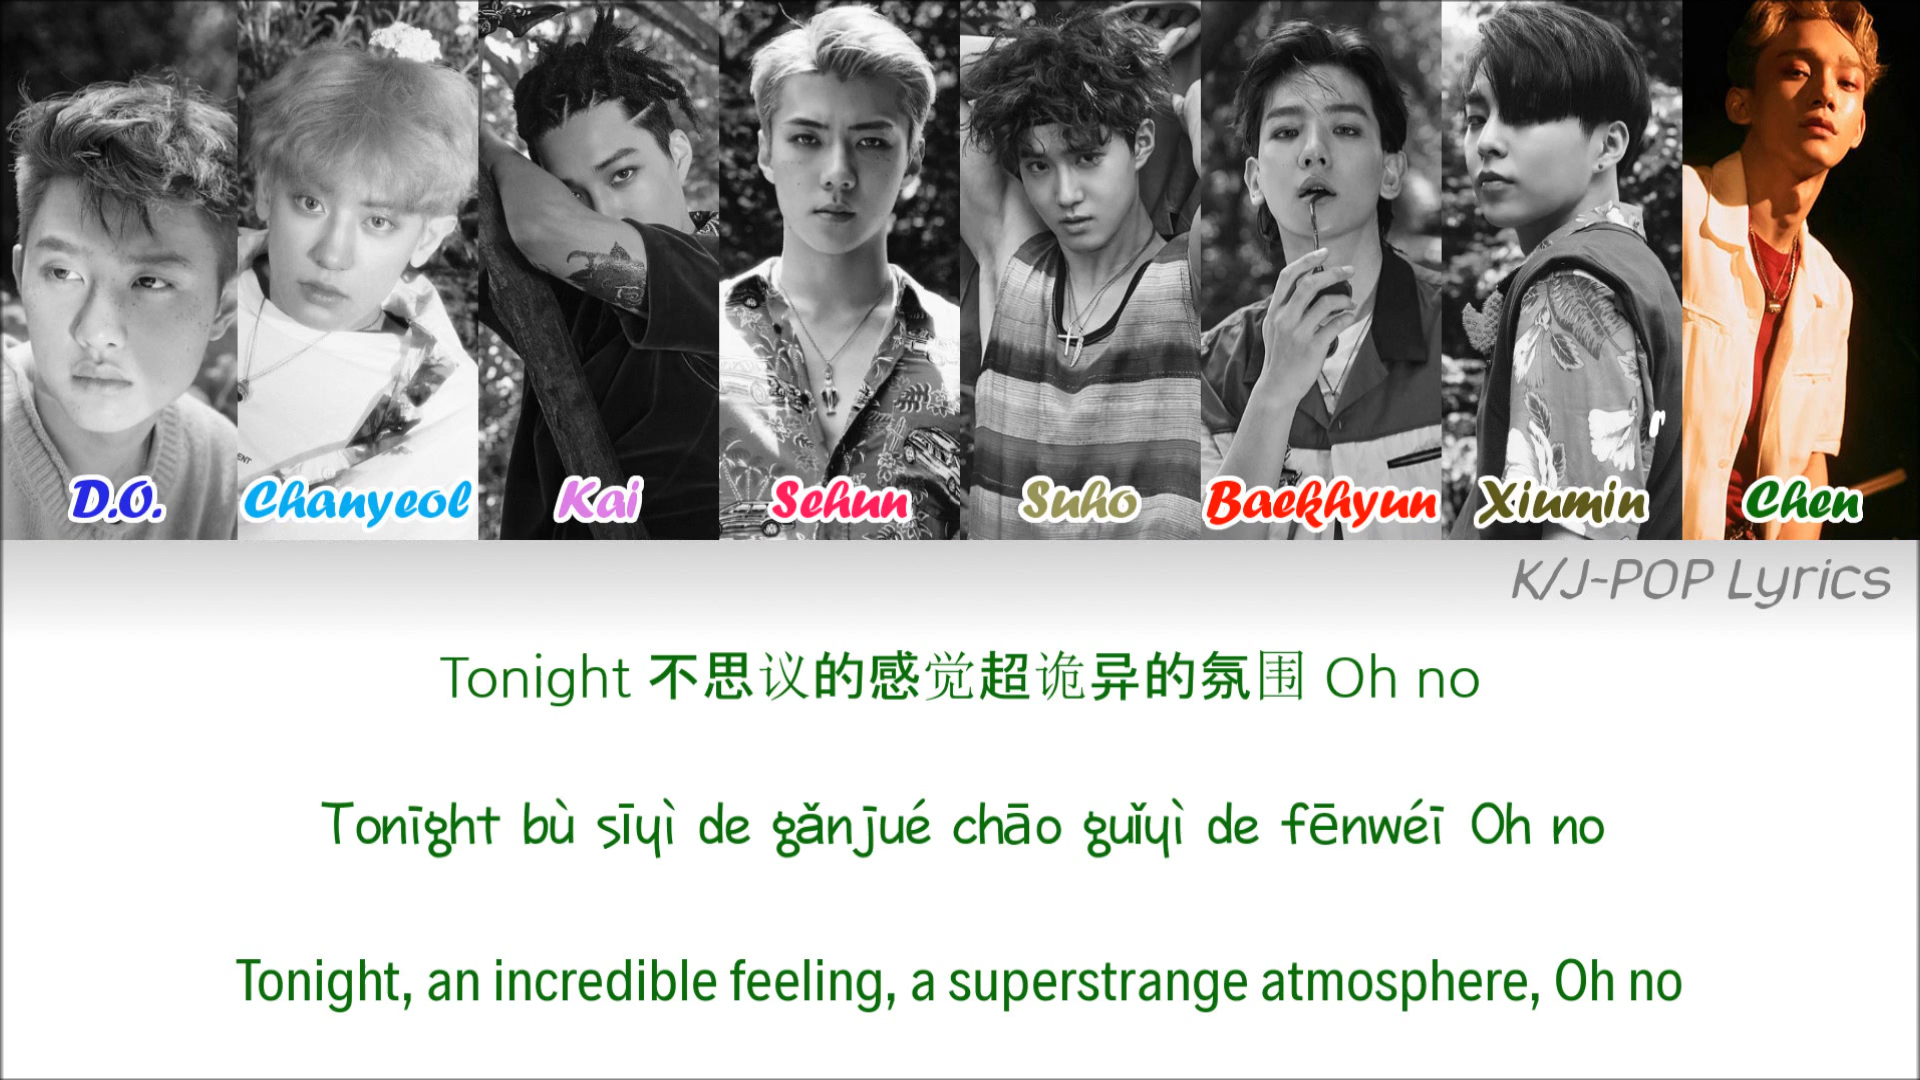 D.O. Chanyeol Kai Sehun Suho Baekhyun Xiumin Chen
K/J-POP Lyrics
Tonight 不思议的感觉超诡异的氛围 Oh no
Tonīght bù sīyì de gǎnjué chāo guǐyì de fēnwéī Oh no
Tonight, an incredible feeling, a superstrange atmosphere, Oh no